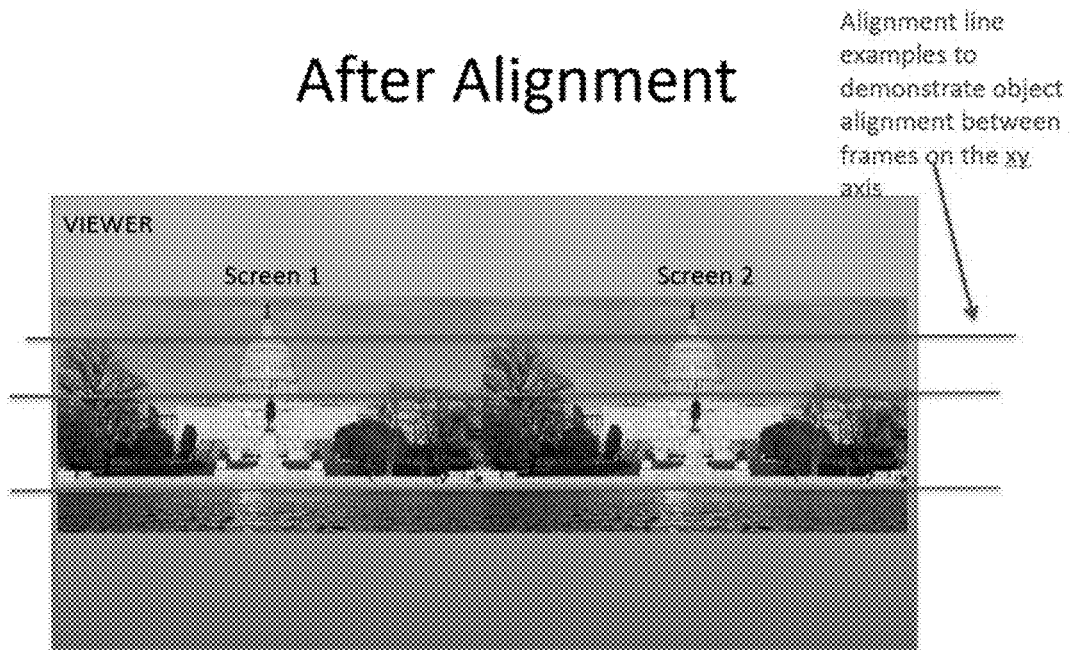 After Alignment
Alignment line
examples to
demonstrate object
alignment between
frames on the xy
axis
VIEWER
Screen 1
Screen 2